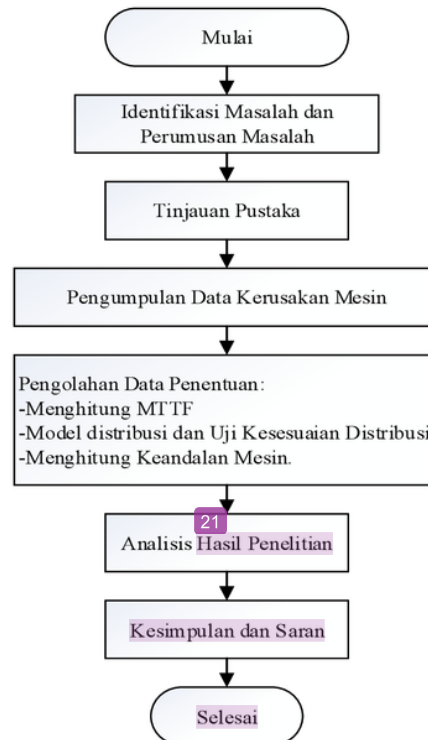 Mulai
Identifikasi Masalah dan
Perumusan Masalah
Tinjauan Pustaka
Pengumpulan Data Kerusakan Mesin
Pengolahan Data Penentuan:
-Menghitung MTTF
-Model distribusi dan Uji Kesesuaian Distribusi
-Menghitung Keandalan Mesin.
21
Analisis Hasil Penelitian
Kesimpulan dan Saran
Selesai